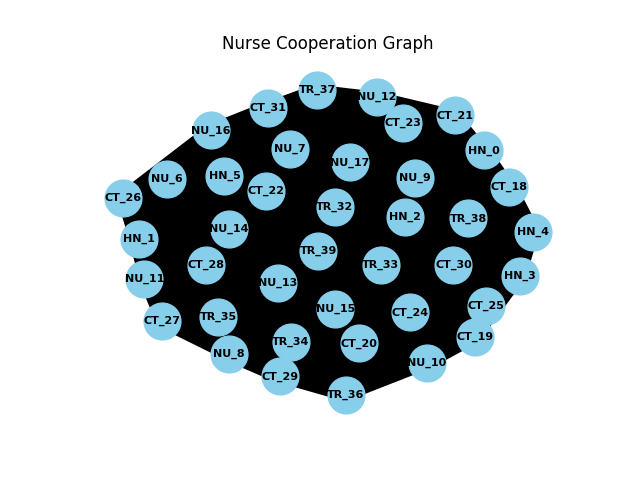 Nurse Cooperation Graph
TR_37
NU_12
CT_31
CT_21
CT_23
NU_16
NU_7
HN_0
NU_17
HN_5
NU_6
NU_9
CT_18
CT_22
CT_26
TR_32
HN_2
TR_38
NU_14
HN_4
HN_1
TR_39
CT_28
TR_33
CT_30
HN_3
NU_11
NU_13
CT_25
NU_15
CT_24
TR_35
CT_27
CT_19
TR_34
CT_20
NU_8
NU_10
CT_29
TR_36